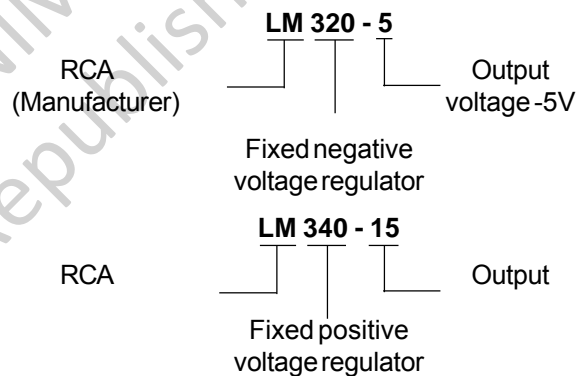 LM 320 - 5
RCA
(Manufacturer)
Output
voltage -5V
Fixed negative
voltage regulator
LM 340 - 15
RCA
Output
Fixed positive
voltage regulator